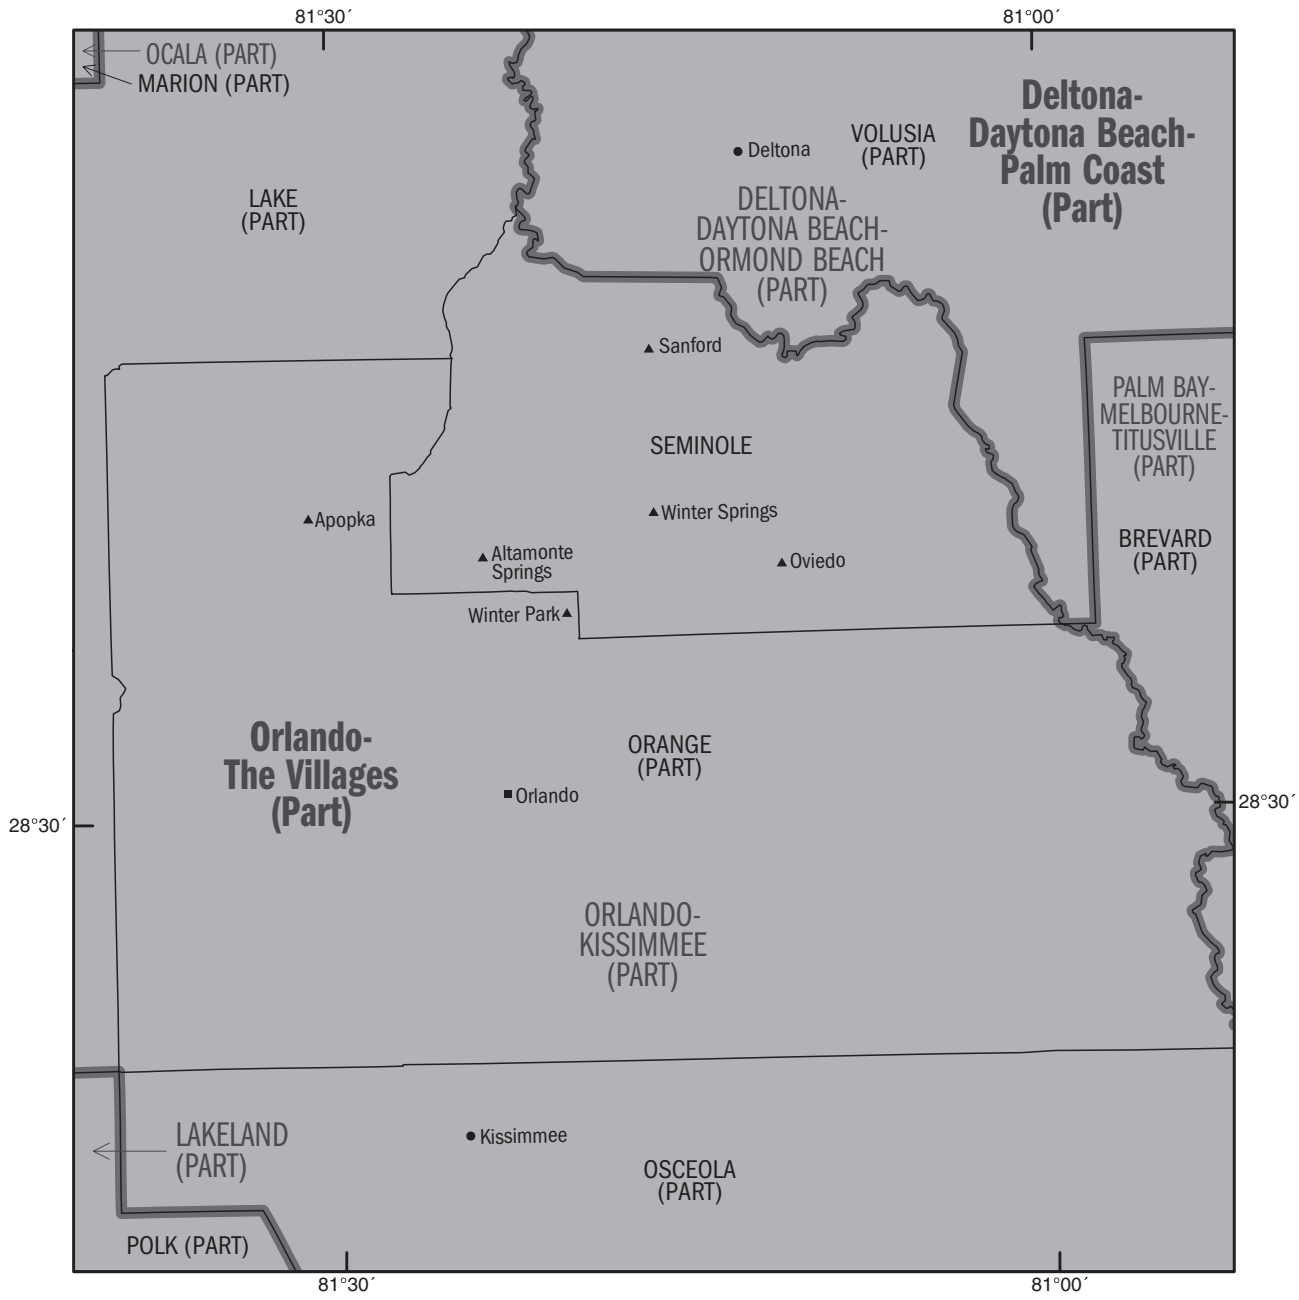 81°30´
81°00´
OCALA (PART)
MARION (PART)
Deltona-
Daytona Beach-
Palm Coast
(Part)
VOLUSIA
(PART)
Deltona
LAKE
(PART)
DELTONA-
DAYTONA BEACH-
ORMOND BEACH
(PART)
Sanford
PALM BAY-
MELBOURNE-
TITUSVILLE
(PART)
SEMINOLE
Apopka
Winter Springs
BREVARD
(PART)
Altamonte
Springs
Oviedo
Winter Park
Orlando-
The Villages
(Part)
ORANGE
(PART)
Orlando
28°30´
28°30´
ORLANDO-
KISSIMMEE
(PART)
LAKELAND
(PART)
Kissimmee
OSCEOLA
(PART)
POLK (PART)
81°30´
81°00´